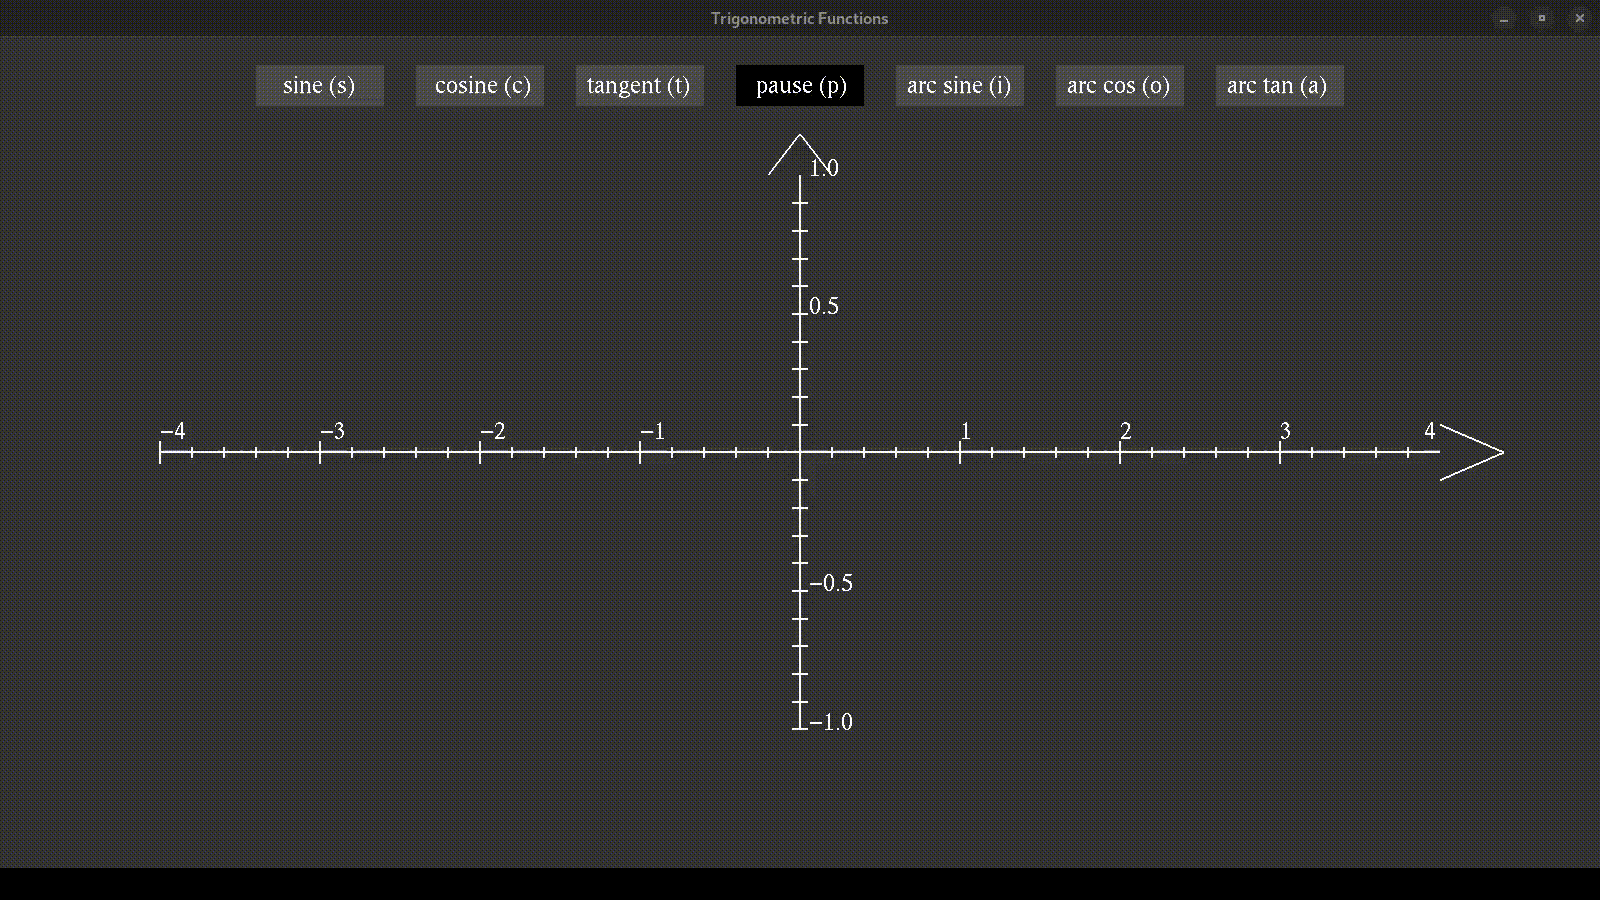 Trigonometric Functions
sine (s) cosine (c) tangent (t) pause (p) arc sine (i) arc cos (o) arc tan (a)
1.0
0.5
−4 −3 −2 −1 1 2 3 4
−0.5
−1.0